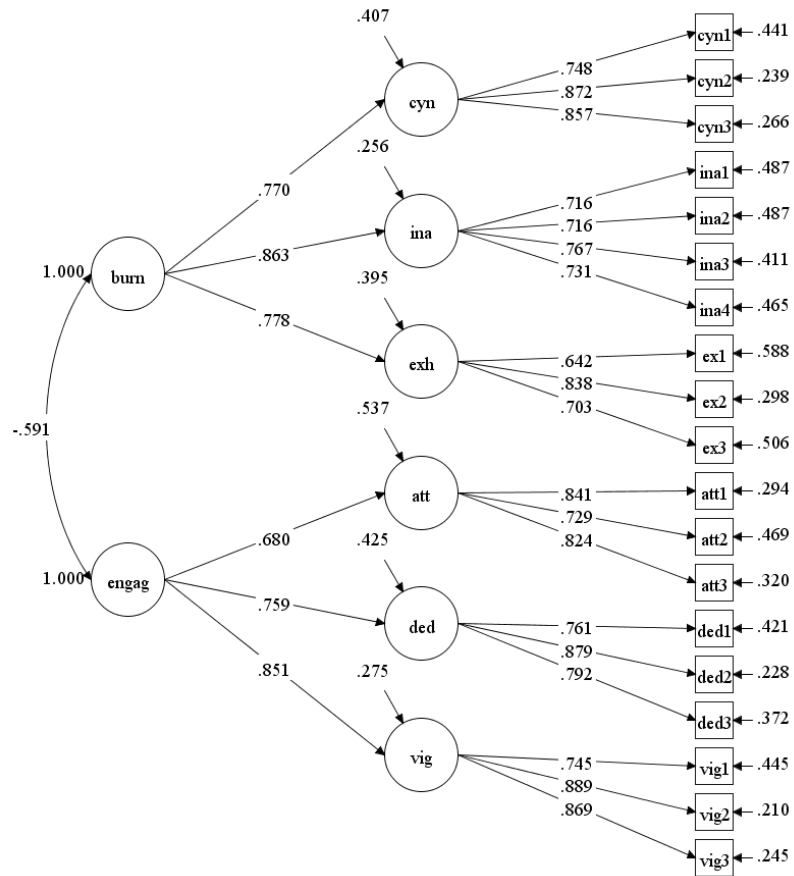 .407
cyn1
.441
.748
cyn2
.239
.872
cyn
.857
cyn3
.266
.256
ina1
.487
.770
.716
ina2
.487
.716
ina
.863
.767
ina3
.411
1.000
burn
.731
.395
ina4
.465
.778
.642
ex1
.588
exh
.838
ex2
.298
.703
.537
ex3
.506
-.591
.841
att1
.294
att
.729
att2
.469
.680
.824
.425
att3
.320
1.000
engag
.759
.761
ded1
.421
ded
.879
ded2
.228
.851
.792
.275
ded3
.372
.745
vig1
.445
vig
.889
vig2
.210
.869
vig3
.245